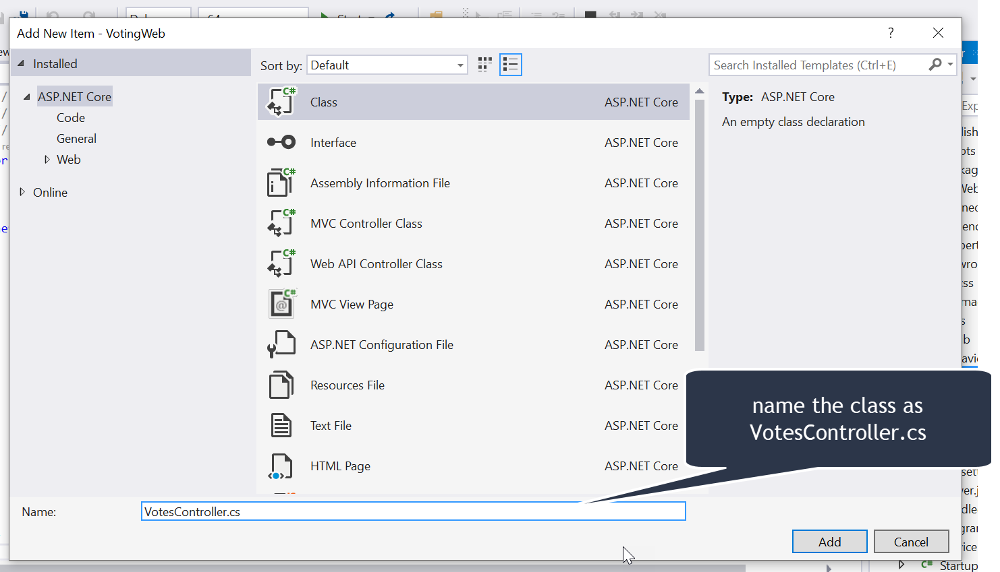 Add New Item - VotingWeb
?
Installed
Sort by: Default
Search Installed Templates (Ctrl+E)
ASP.NET Core
Code
General
Web
Online
Class ASP.NET Core
Interface ASP.NET Core
Assembly Information File ASP.NET Core
MVC Controller Class ASP.NET Core
Web API Controller Class ASP.NET Core
MVC View Page ASP.NET Core
ASP.NET Configuration File ASP.NET Core
Resources File ASP.NET Core
Text File ASP.NET Core
HTML Page ASP.NET Core
Type: ASP.NET Core
An empty class declaration
name the class as
VotesController.cs
Name: VotesController.cs
Add Cancel
C# Startup